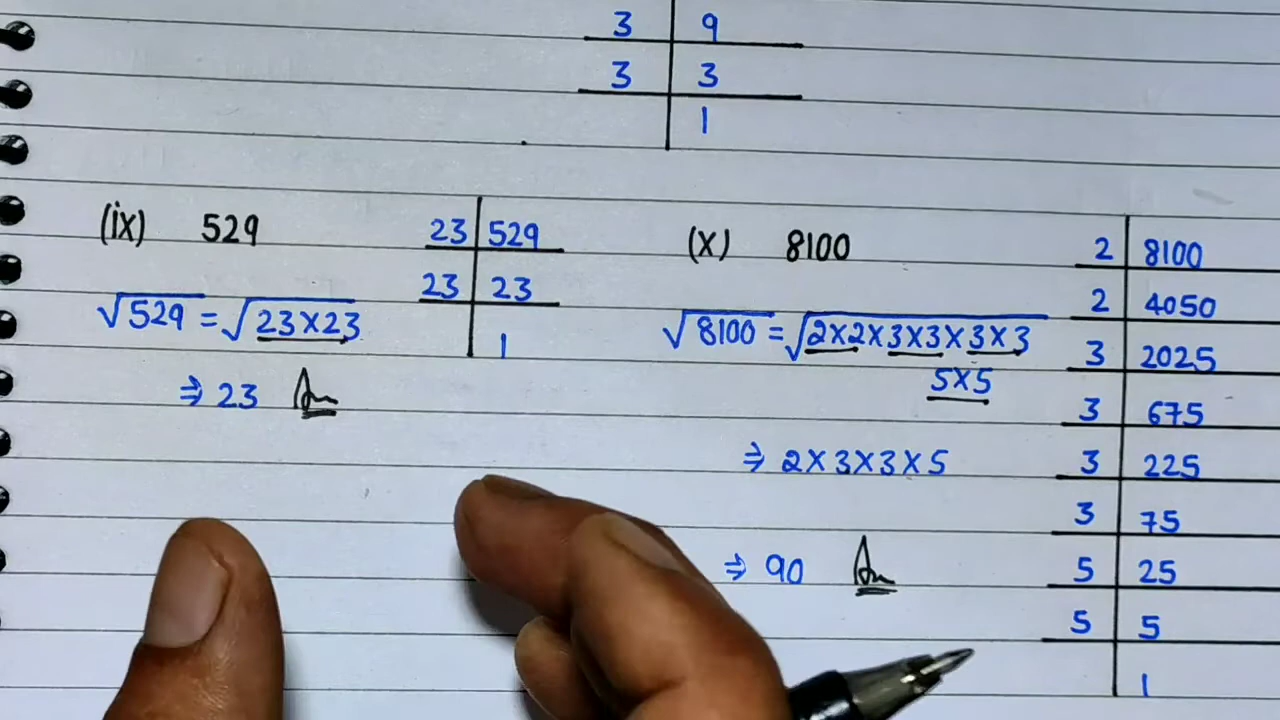 3 | 9
3 | 3
1
(ix) 529
23 | 529
23 | 23
1
√529 = √23×23
⇒ 23 Ans
(x) 8100
√8100 = √2×2×3×3×3×3
5×5
⇒ 2×3×3×5
⇒ 90 Ans
2 | 8100
2 | 4050
3 | 2025
3 | 675
3 | 225
3 | 75
5 | 25
5 | 5
1